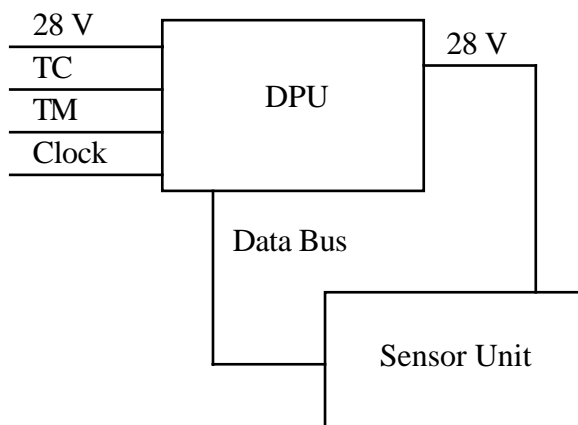 28 V
TC
TM
Clock
DPU
28 V
Data Bus
Sensor Unit